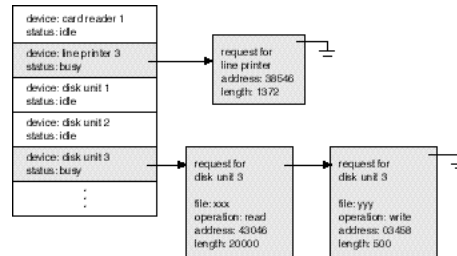 device: card reader 1
status: idle
device: line printer 3
status: busy
device: disk unit 1
status: idle
device: disk unit 2
status: idle
device: disk unit 3
status: busy
request for
line printer
address: 38546
length: 1372
request for
disk unit 3
file: xxx
operation: read
address: 43046
length: 20000
request for
disk unit 3
file: yyy
operation: write
address: 03458
length: 500